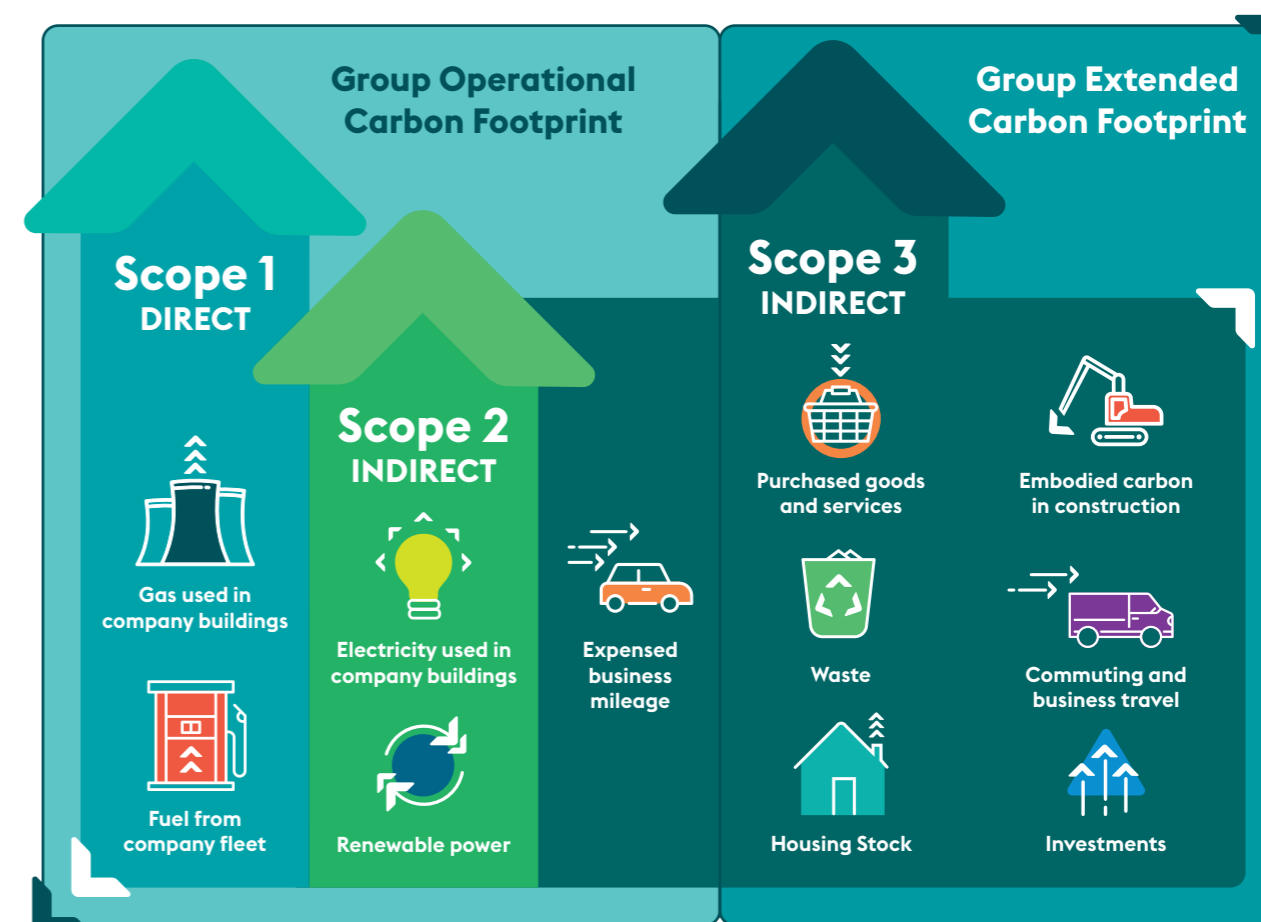 Group Operational
Carbon Footprint
Group Extended
Carbon Footprint
Scope 1
DIRECT
Gas used in
company buildings
Fuel from
company fleet
Scope 2
INDIRECT
Electricity used in
company buildings
Renewable power
Expensed
business
mileage
Scope 3
INDIRECT
Purchased goods
and services
Embodied carbon
in construction
Waste
Commuting and
business travel
Housing Stock
Investments